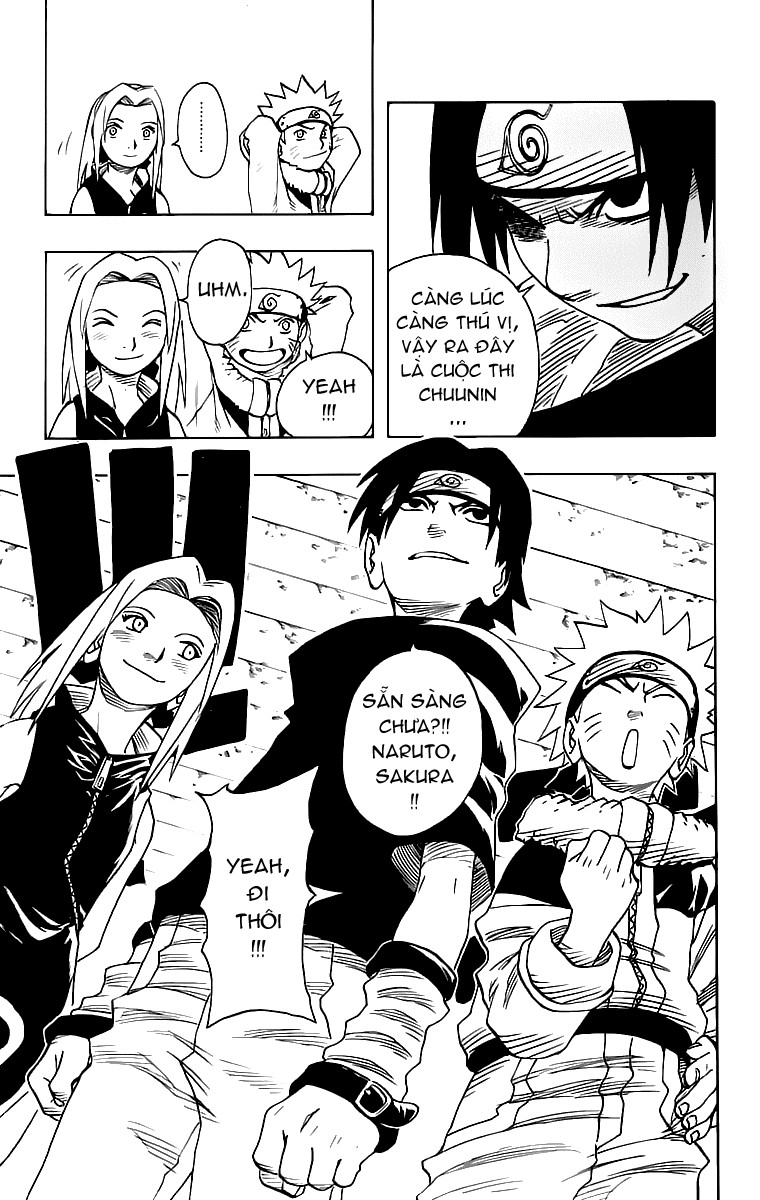 .........
CÀNG LÚC
CÀNG THÚ VỊ,
VẬY RA ĐÂY
LÀ CUỘC THI
CHUUNIN
...
UHM.
YEAH
!!!
SẴN SÀNG
CHƯA?!!
NARUTO,
SAKURA
!!
YEAH,
ĐI
THÔI
!!!